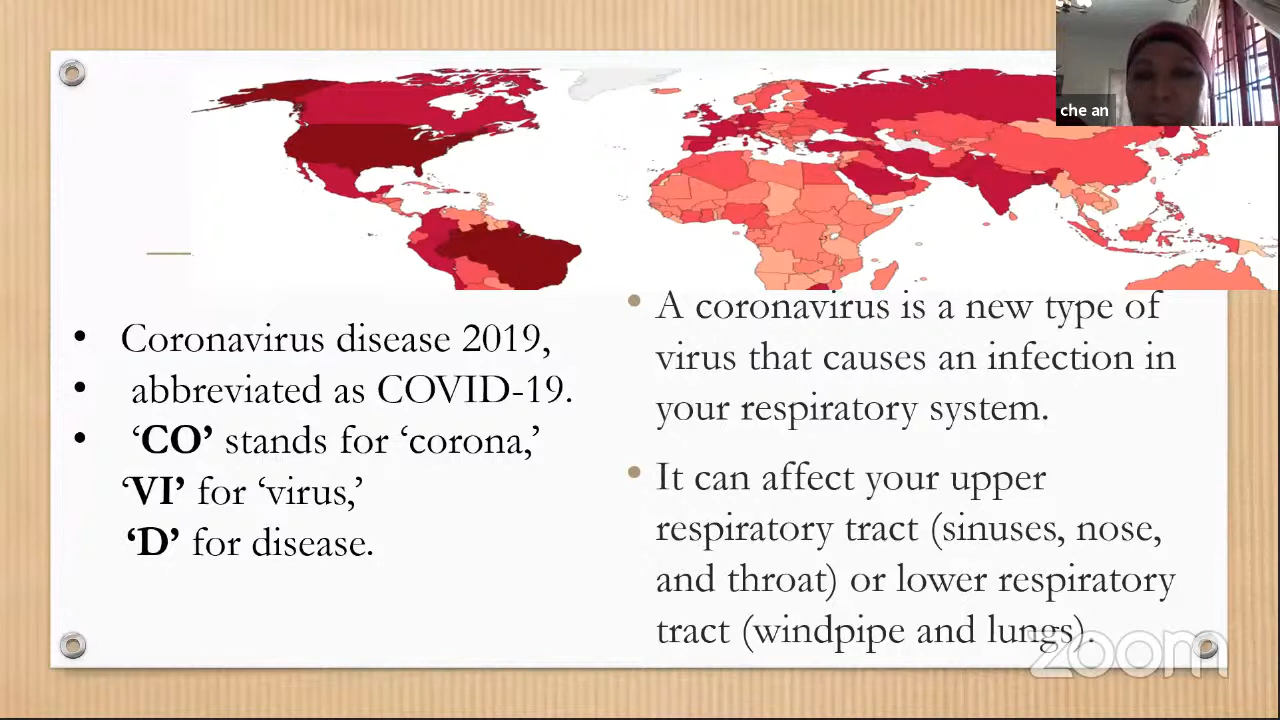 che an
• Coronavirus disease 2019,
• abbreviated as COVID-19.
• ‘CO’ stands for ‘corona,’
‘VI’ for ‘virus,’
‘D’ for disease.
• A coronavirus is a new type of
virus that causes an infection in
your respiratory system.
• It can affect your upper
respiratory tract (sinuses, nose,
and throat) or lower respiratory
tract (windpipe and lungs).
zoom